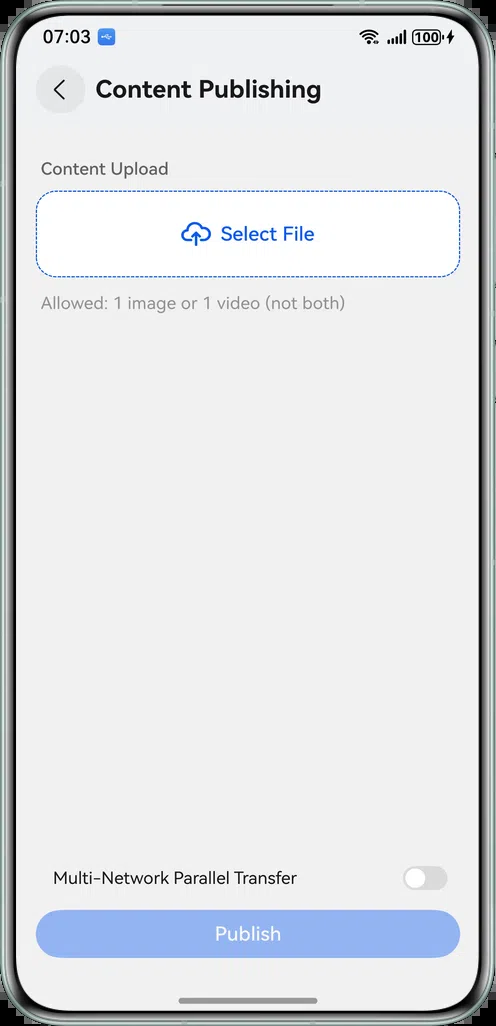 07:03
100
Content Publishing
Content Upload
Select File
Allowed: 1 image or 1 video (not both)
Multi-Network Parallel Transfer
Publish